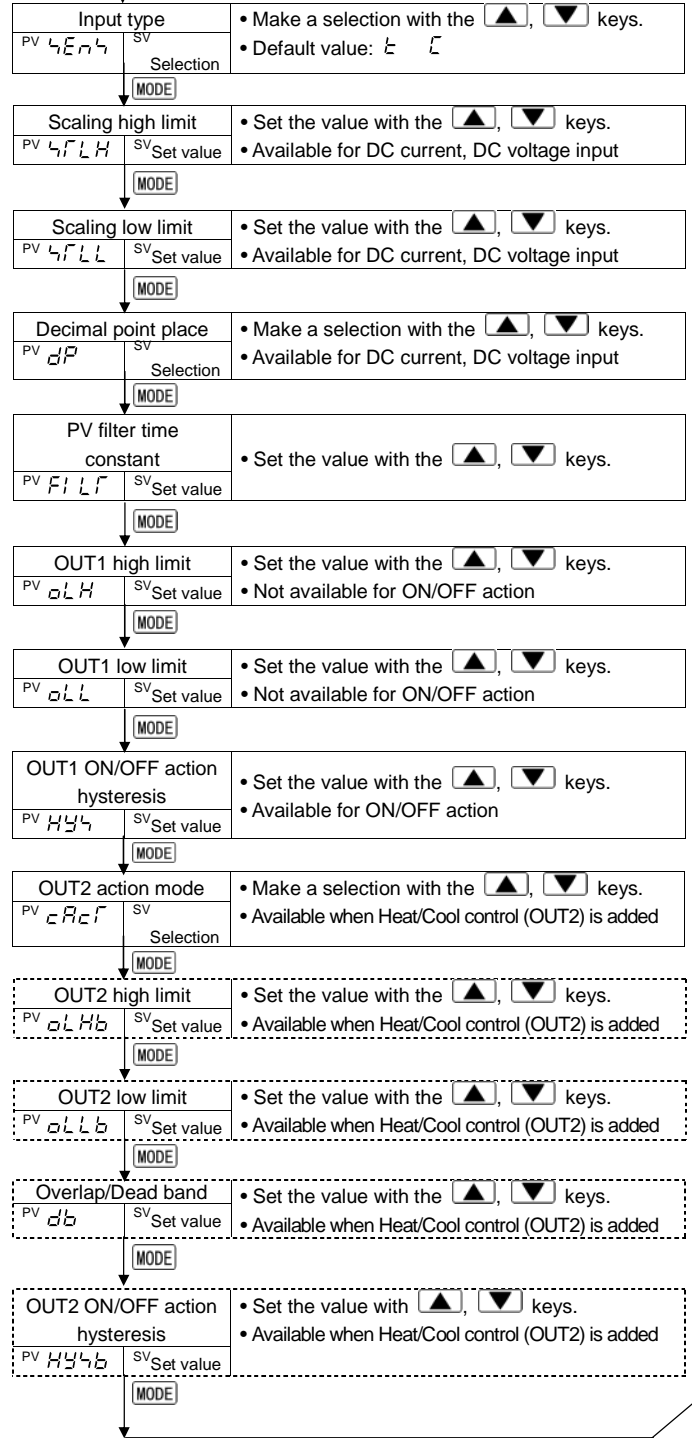 Input type
• Make a selection with the ▲, ▼ keys.
PV SEnS SV
Selection
• Default value: C
MODE
Scaling high limit
• Set the value with the ▲, ▼ keys.
PV STLH SV Set value
• Available for DC current, DC voltage input
MODE
Scaling low limit
• Set the value with the ▲, ▼ keys.
PV STLL SV Set value
• Available for DC current, DC voltage input
MODE
Decimal point place
• Make a selection with the ▲, ▼ keys.
PV dP SV
Selection
• Available for DC current, DC voltage input
MODE
PV filter time
constant
• Set the value with the ▲, ▼ keys.
PV FILT SV Set value
MODE
OUT1 high limit
• Set the value with the ▲, ▼ keys.
PV oLH SV Set value
• Not available for ON/OFF action
MODE
OUT1 low limit
• Set the value with the ▲, ▼ keys.
PV oLL SV Set value
• Not available for ON/OFF action
MODE
OUT1 ON/OFF action
hysteresis
• Set the value with the ▲, ▼ keys.
• Available for ON/OFF action
PV HYS SV Set value
MODE
OUT2 action mode
• Make a selection with the ▲, ▼ keys.
PV cAcT SV
Selection
• Available when Heat/Cool control (OUT2) is added
MODE
OUT2 high limit
• Set the value with the ▲, ▼ keys.
PV oLHb SV Set value
• Available when Heat/Cool control (OUT2) is added
MODE
OUT2 low limit
• Set the value with the ▲, ▼ keys.
PV oLLb SV Set value
• Available when Heat/Cool control (OUT2) is added
MODE
Overlap/Dead band
• Set the value with the ▲, ▼ keys.
PV db SV Set value
• Available when Heat/Cool control (OUT2) is added
MODE
OUT2 ON/OFF action
hysteresis
• Set the value with ▲, ▼ keys.
• Available when Heat/Cool control (OUT2) is added
PV HYSb SV Set value
MODE